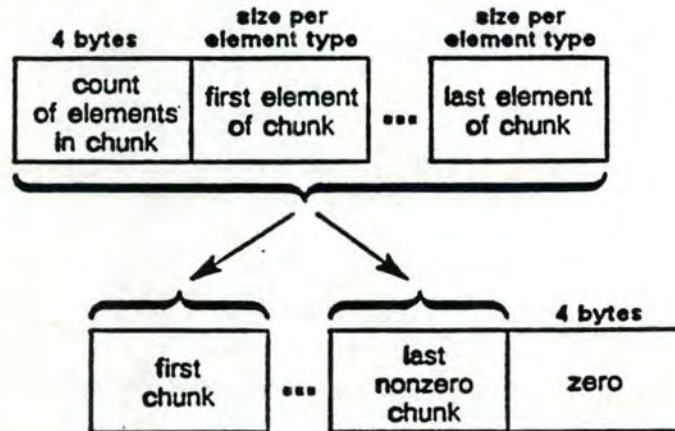 4 bytes
size per
element type
size per
element type
count
of elements
in chunk
first element
of chunk
...
last element
of chunk
4 bytes
first
chunk
...
last
nonzero
chunk
zero